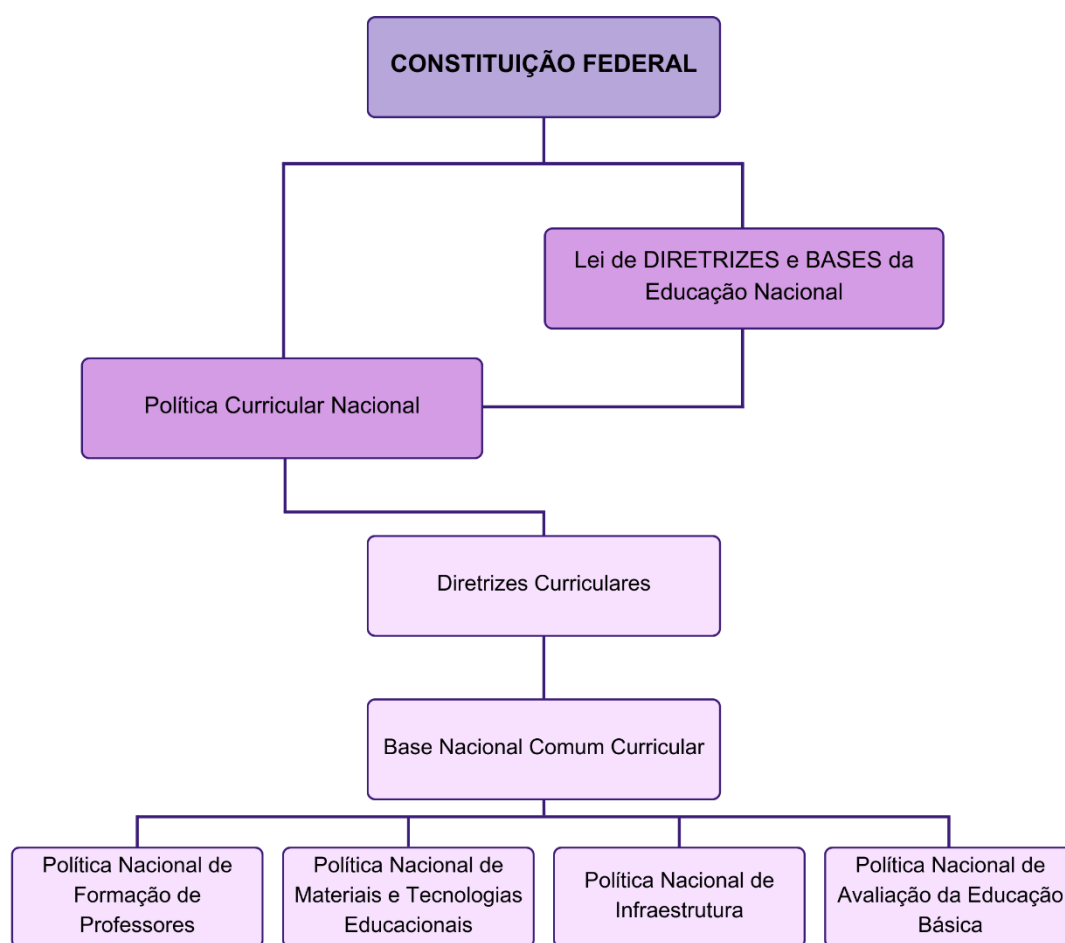 CONSTITUIÇÃO FEDERAL
Lei de DIRETRIZES e BASES da
Educação Nacional
Política Curricular Nacional
Diretrizes Curriculares
Base Nacional Comum Curricular
Política Nacional de
Formação de
Professores
Política Nacional de
Materiais e Tecnologias
Educacionais
Política Nacional de
Infraestrutura
Política Nacional de
Avaliação da Educação
Básica